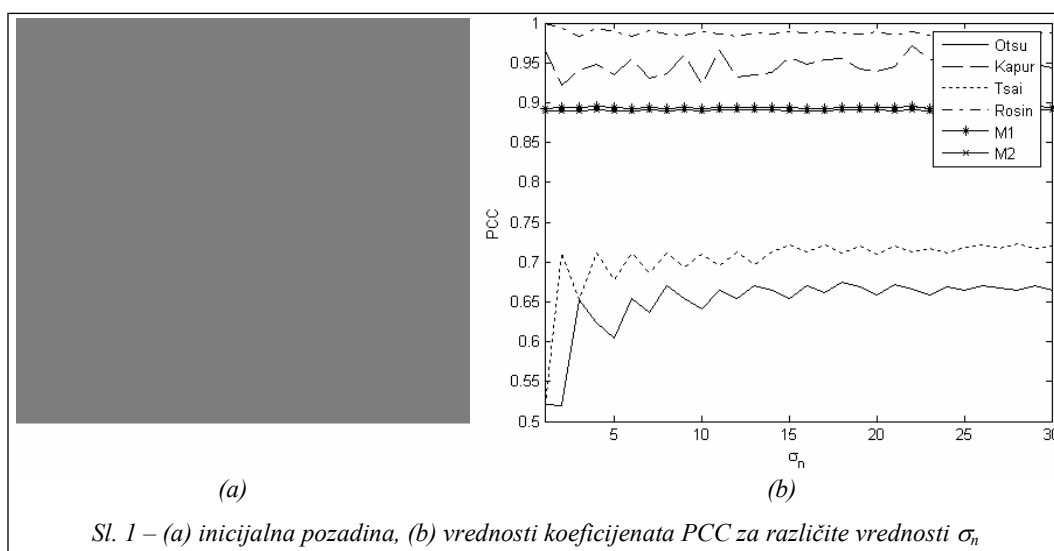 1
0.95
0.9
0.85
0.8
0.75
0.7
0.65
0.6
0.55
0.5
PCC
5 10 15 20 25 30
σn
Otsu
Kapur
Tsai
Rosin
M1
M2
(a) (b)
Sl. 1 – (a) inicijalna pozadina, (b) vrednosti koeficijenata PCC za različite vrednosti σn